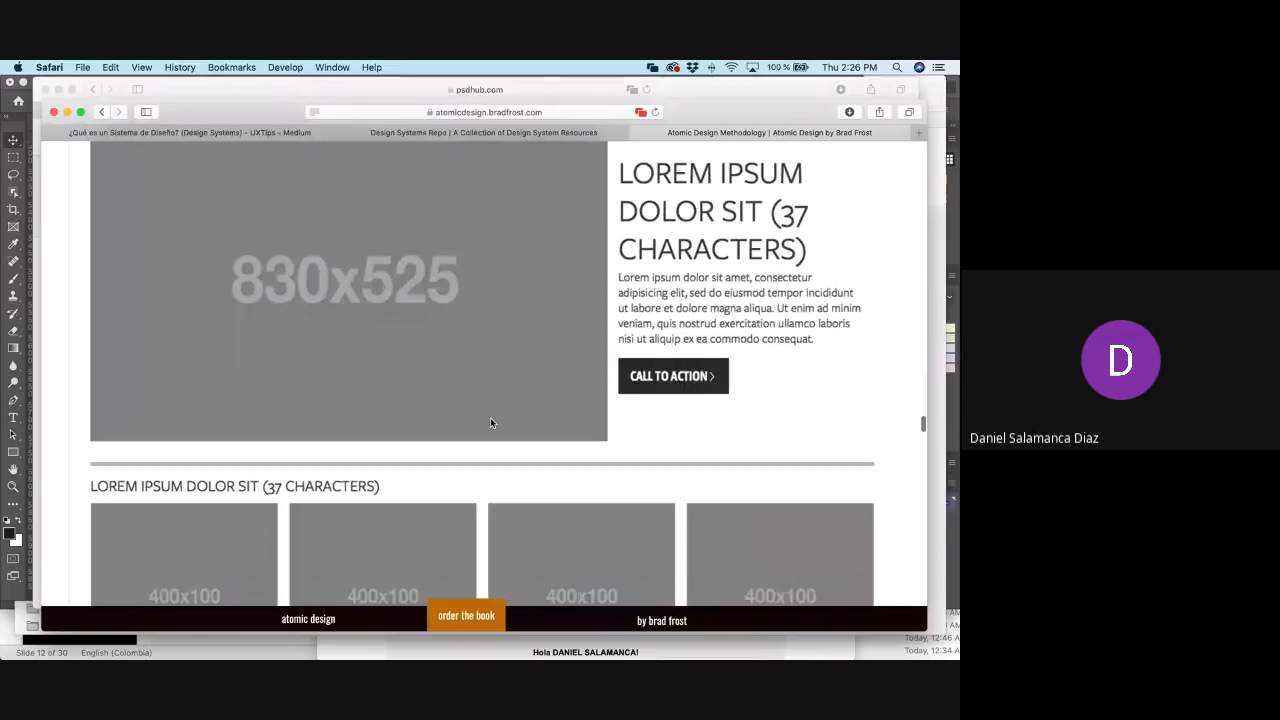 Safari File Edit View History Bookmarks Develop Window Help 100 % Thu 2:26 PM
psdhub.com
atomicdesign.bradfrost.com
¿Qué es un Sistema de Diseño? (Design Systems) - UXTips - Medium
Design Systems Repo | A Collection of Design System Resources
Atomic Design Methodology | Atomic Design by Brad Frost
830x525
LOREM IPSUM
DOLOR SIT (37
CHARACTERS)
Lorem ipsum dolor sit amet, consectetur
adipisicing elit, sed do eiusmod tempor incididunt
ut labore et dolore magna aliqua. Ut enim ad minim
veniam, quis nostrud exercitation ullamco laboris
nisi ut aliquip ex ea commodo consequat.
CALL TO ACTION >
D
Daniel Salamanca Diaz
LOREM IPSUM DOLOR SIT (37 CHARACTERS)
400x100 400x100 400x100 400x100
atomic design
order the book
by brad frost
Today, 12:46
Today, 12:34 A
Slide 12 of 30 English (Colombia)
Hola DANIEL SALAMANCA!